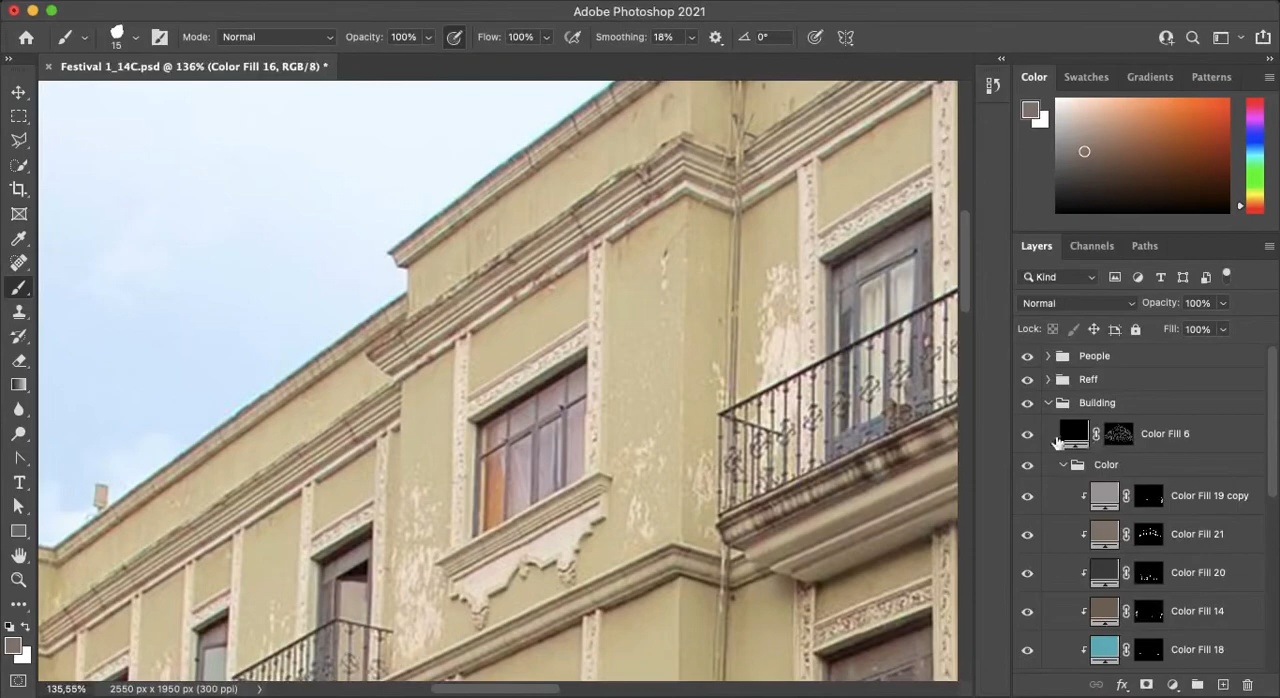 Adobe Photoshop 2021
15
Mode: Normal
Opacity: 100%
Flow: 100%
Smoothing: 18%
0°
Festival 1_14C.psd @ 136% (Color Fill 16, RGB/8) *
Color Swatches Gradients Patterns
Layers Channels Paths
Kind
Normal
Opacity: 100%
Lock:
Fill: 100%
People
Reff
Building
Color Fill 6
Color
Color Fill 19 copy
Color Fill 21
Color Fill 20
Color Fill 14
Color Fill 18
135,55%
2550 px x 1950 px (300 ppi)